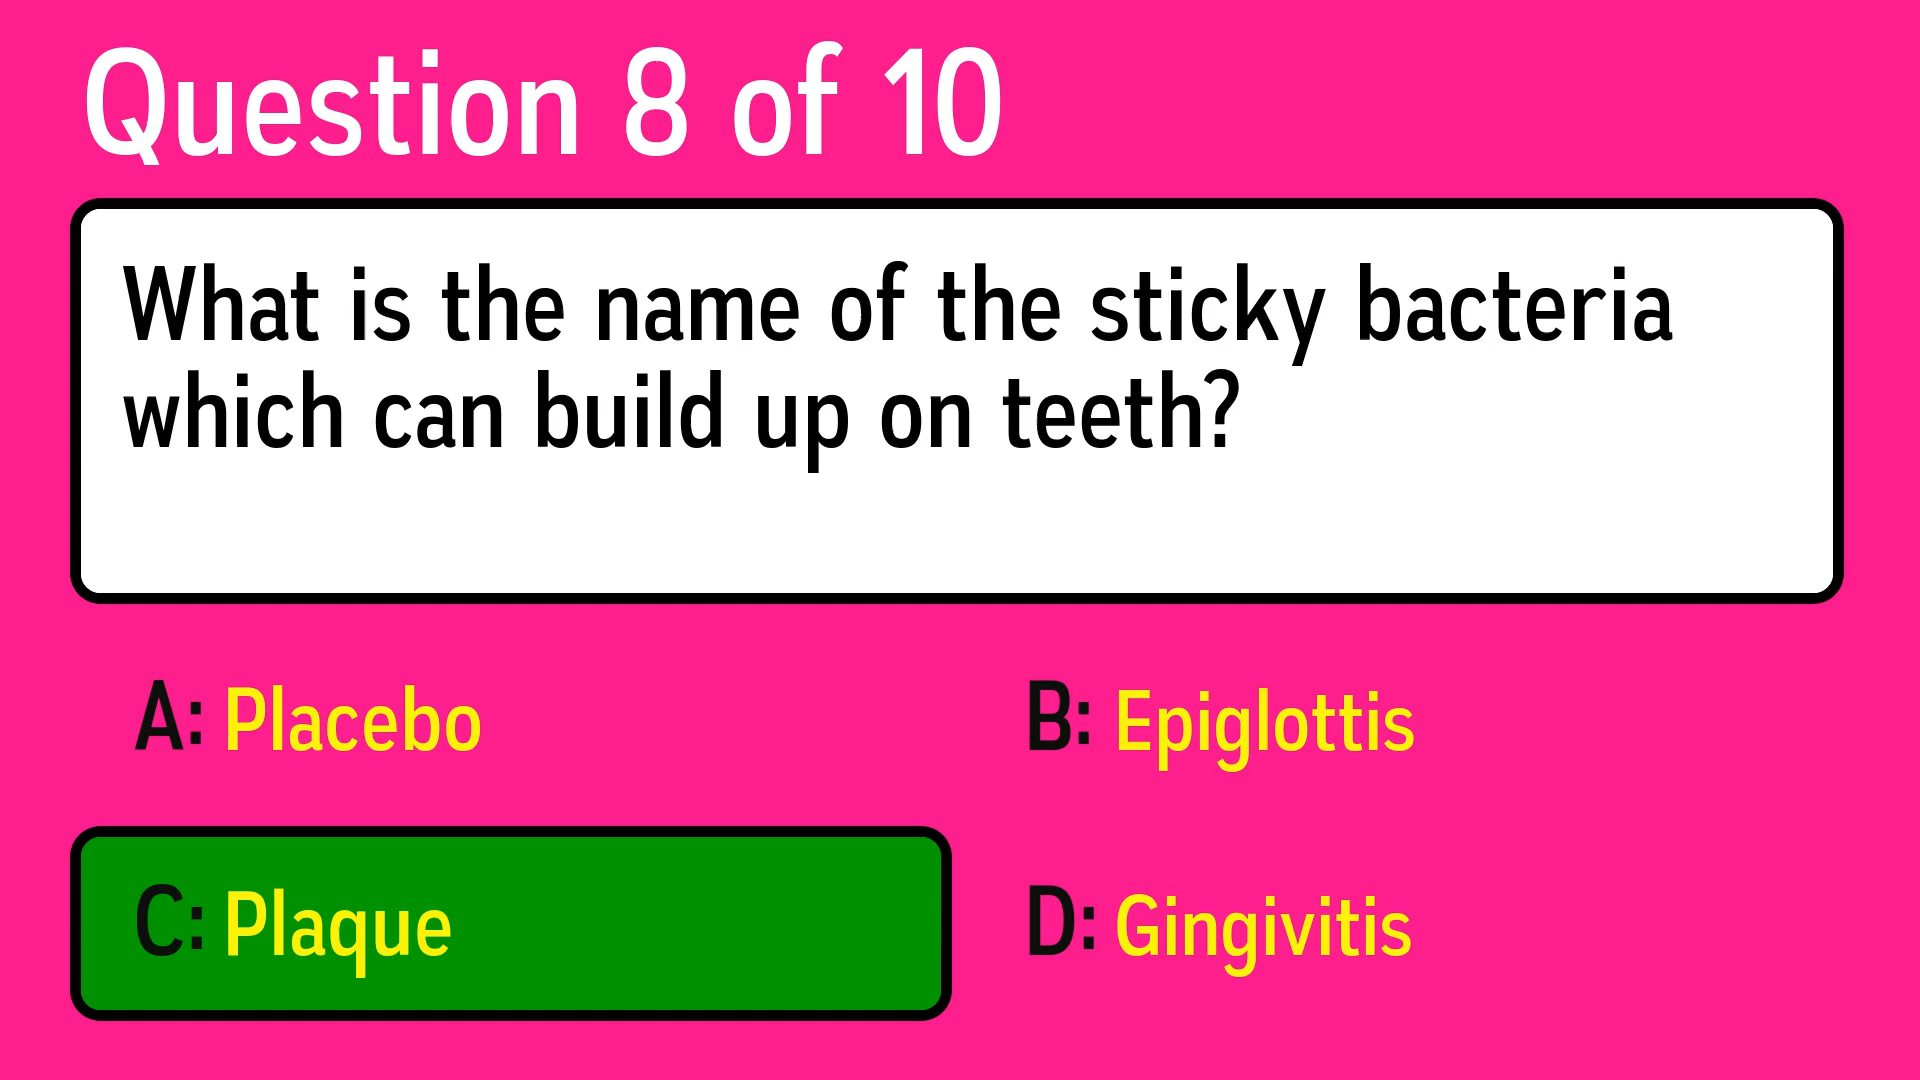 Question 8 of 10
What is the name of the sticky bacteria
which can build up on teeth?
A: Placebo
B: Epiglottis
C: Plaque
D: Gingivitis